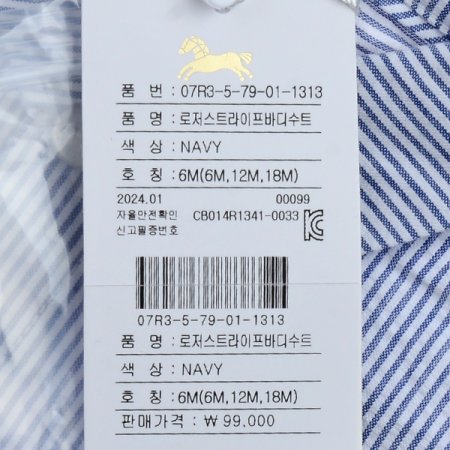 품 번 : 07R3-5-79-01-1313
품 명 : 로저스트라이프바디수트
색 상 : NAVY
호 칭 : 6M(6M,12M,18M)
2024.01 00099
자율안전확인
신고필증번호 CB014R1341-0033
07R3-5-79-01-1313
품 명 : 로저스트라이프바디수트
색 상 : NAVY
호 칭 : 6M(6M,12M,18M)
판매가격 : ₩ 99,000